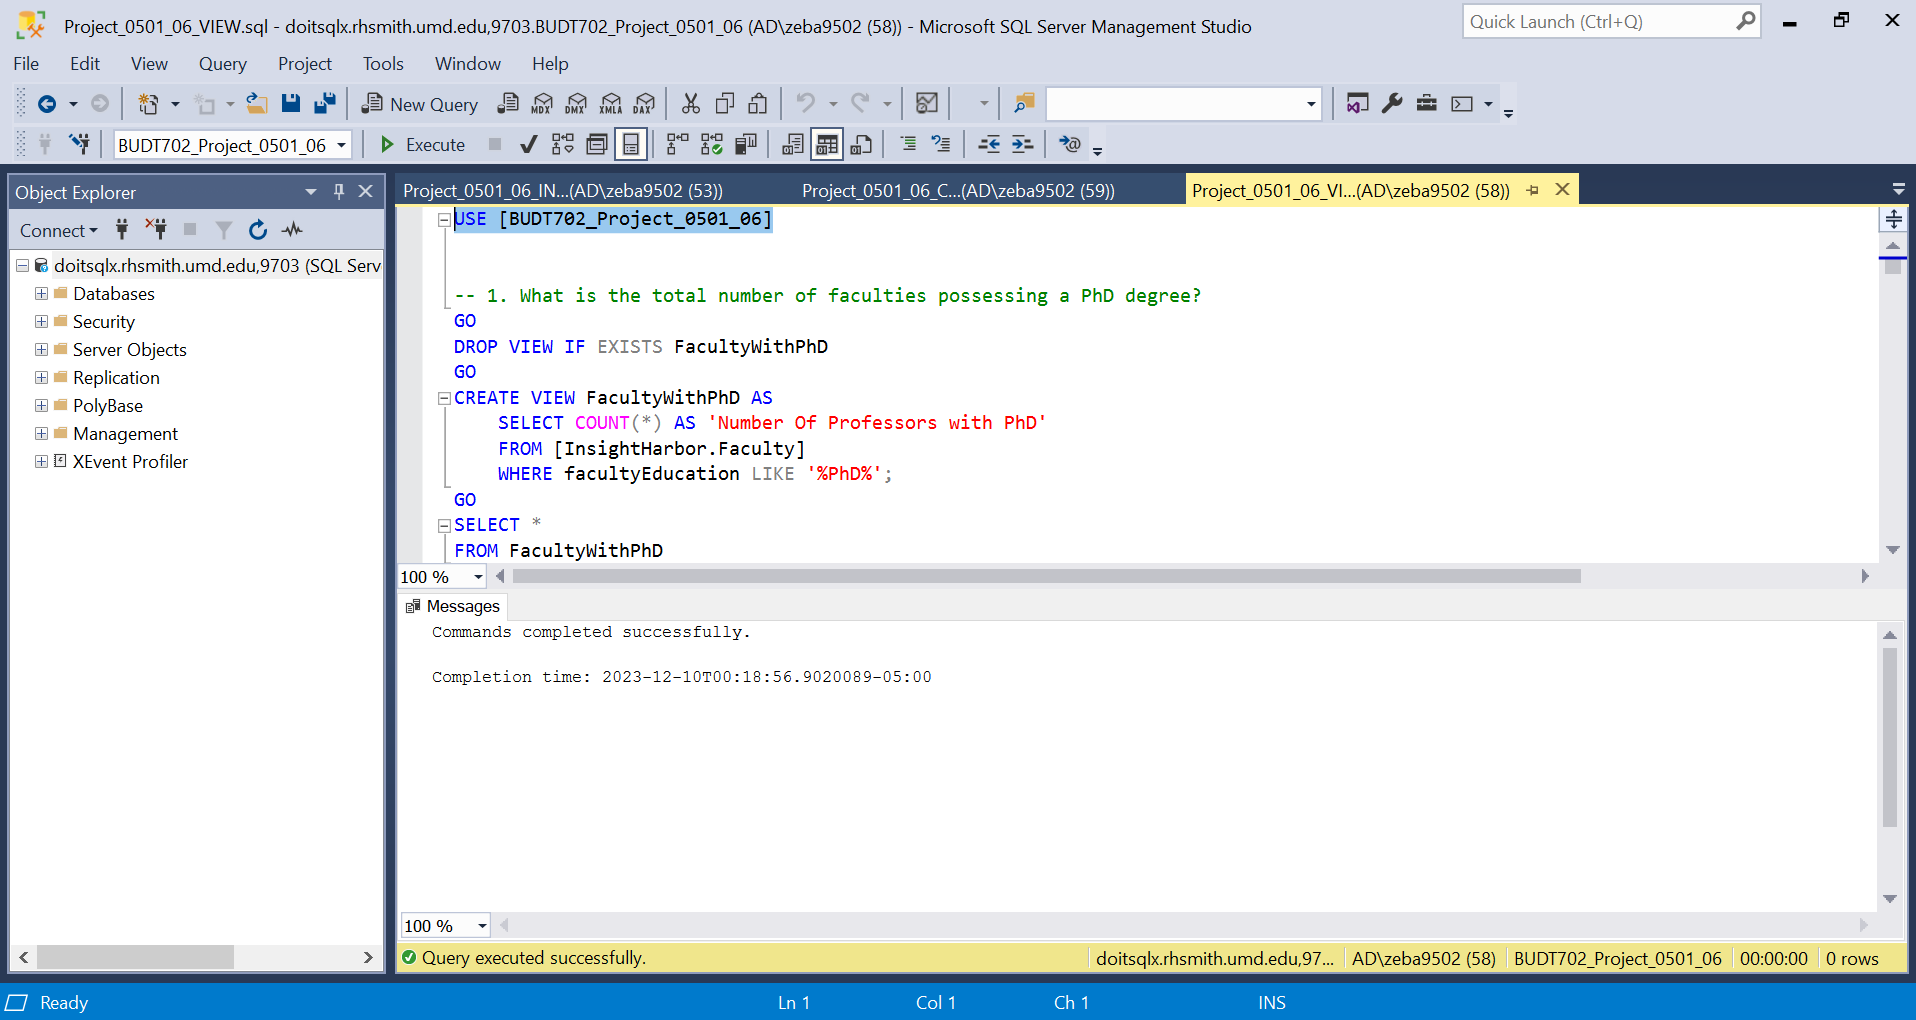 Project_0501_06_VIEW.sql - doitsqlx.rhsmith.umd.edu,9703.BUDT702_Project_0501_06 (AD\zeba9502 (58)) - Microsoft SQL Server Management Studio
Quick Launch (Ctrl+Q)
File Edit View Query Project Tools Window Help
New Query MDX DMX XMLA DAX
BUDT702_Project_0501_06 Execute
Object Explorer
Project_0501_06_IN...(AD\zeba9502 (53)) Project_0501_06_C...(AD\zeba9502 (59)) Project_0501_06_VI...(AD\zeba9502 (58))
Connect
doitsqlx.rhsmith.umd.edu,9703 (SQL Serv
Databases
Security
Server Objects
Replication
PolyBase
Management
XEvent Profiler
USE [BUDT702_Project_0501_06]
-- 1. What is the total number of faculties possessing a PhD degree?
GO
DROP VIEW IF EXISTS FacultyWithPhD
GO
CREATE VIEW FacultyWithPhD AS
SELECT COUNT(*) AS 'Number Of Professors with PhD'
FROM [InsightHarbor.Faculty]
WHERE facultyEducation LIKE '%PhD%';
GO
SELECT *
FROM FacultyWithPhD
100 %
Messages
Commands completed successfully.
Completion time: 2023-12-10T00:18:56.9020089-05:00
100 %
Query executed successfully. doitsqlx.rhsmith.umd.edu,97... AD\zeba9502 (58) BUDT702_Project_0501_06 00:00:00 0 rows
Ready Ln 1 Col 1 Ch 1 INS